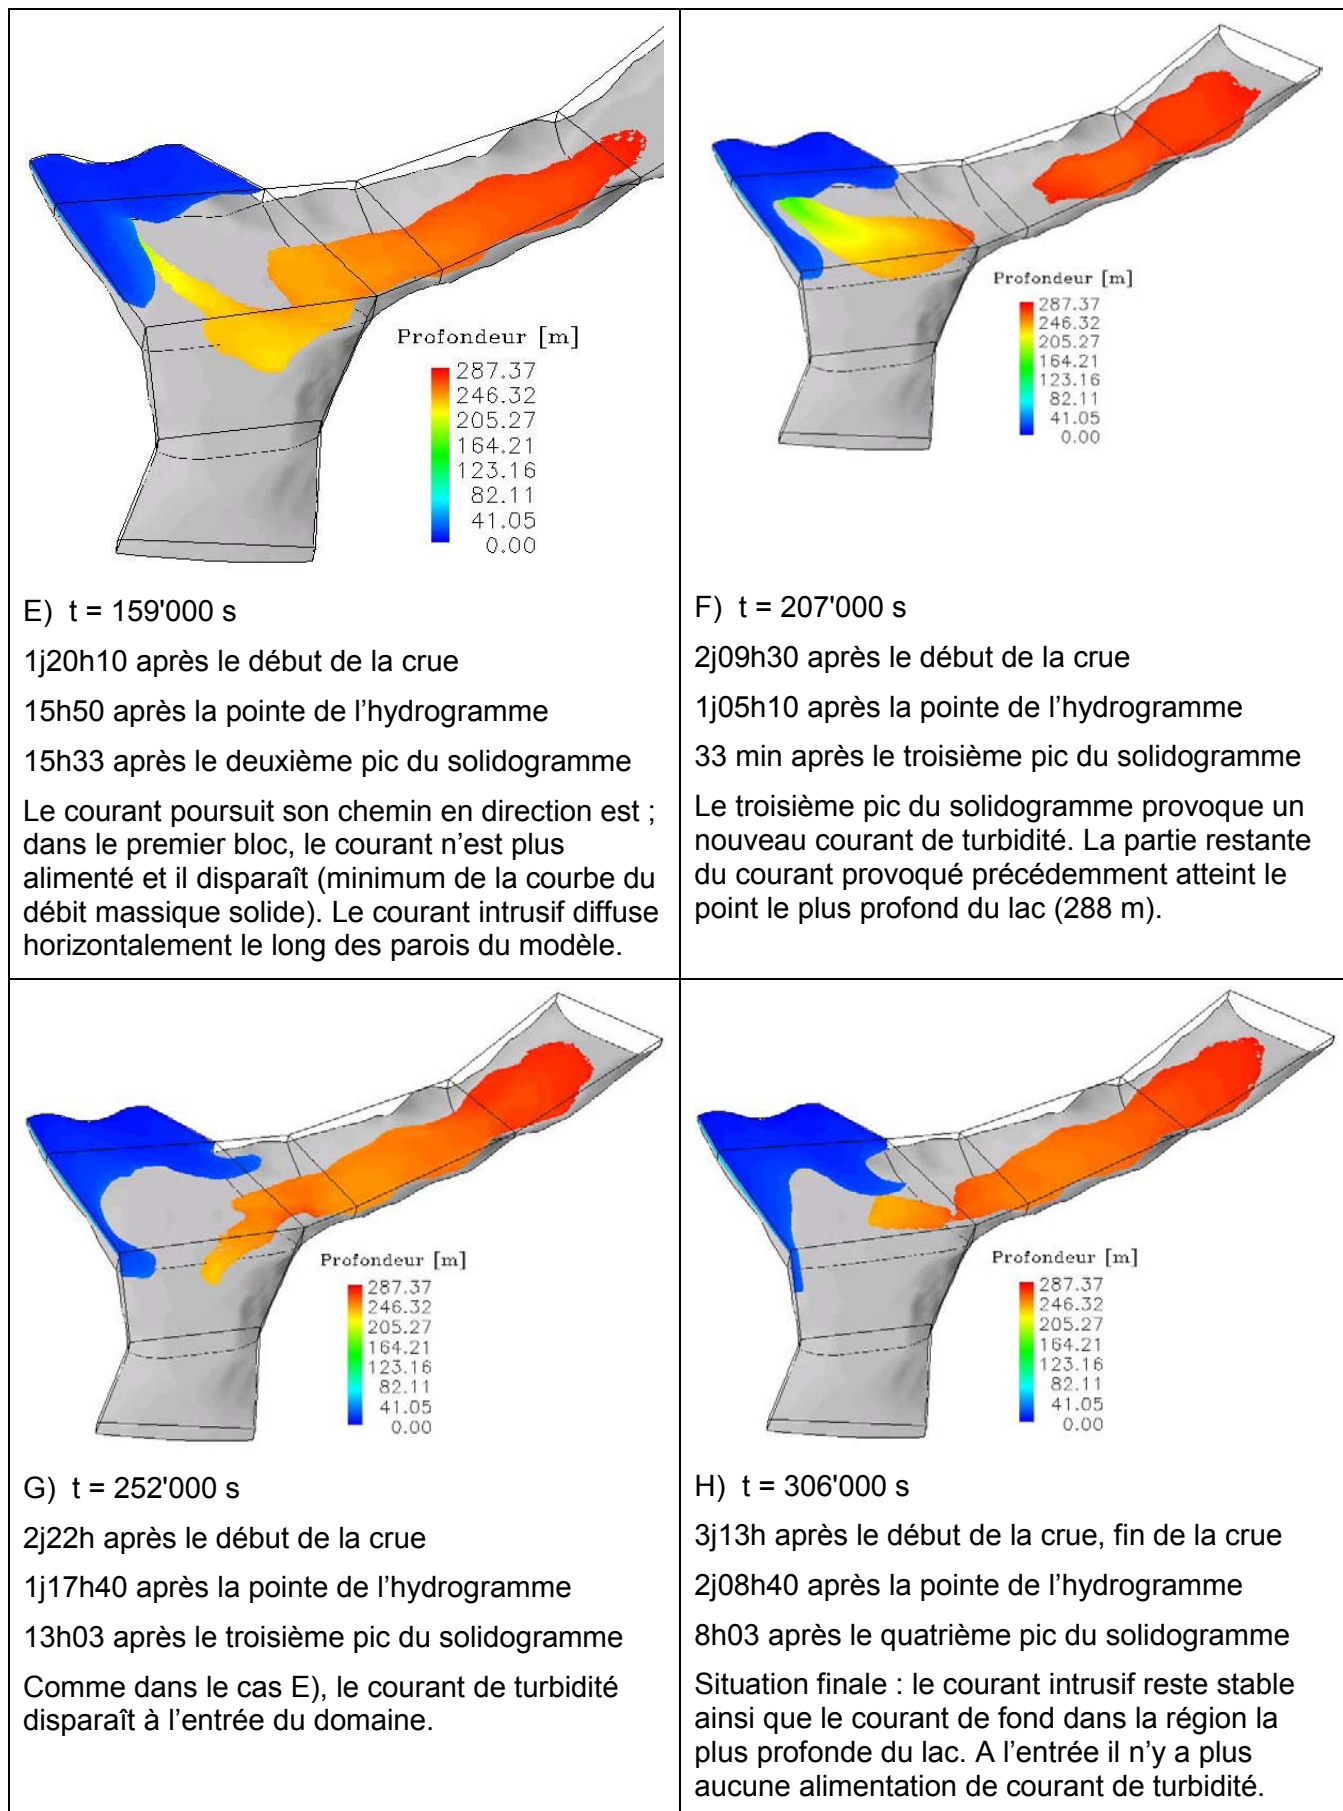 Profondeur [m]
287.37
246.32
205.27
164.21
123.16
82.11
41.05
0.00
E) t = 159'000 s
1j20h10 après le début de la crue
15h50 après la pointe de l'hydrogramme
15h33 après le deuxième pic du solidogramme
Le courant poursuit son chemin en direction est ;
dans le premier bloc, le courant n'est plus
alimenté et il disparaît (minimum de la courbe du
débit massique solide). Le courant intrusif diffuse
horizontalement le long des parois du modèle.
Profondeur [m]
287.37
246.32
205.27
164.21
123.16
82.11
41.05
0.00
F) t = 207'000 s
2j09h30 après le début de la crue
1j05h10 après la pointe de l'hydrogramme
33 min après le troisième pic du solidogramme
Le troisième pic du solidogramme provoque un
nouveau courant de turbidité. La partie restante
du courant provoqué précédemment atteint le
point le plus profond du lac (288 m).
Profondeur [m]
287.37
246.32
205.27
164.21
123.16
82.11
41.05
0.00
G) t = 252'000 s
2j22h après le début de la crue
1j17h40 après la pointe de l'hydrogramme
13h03 après le troisième pic du solidogramme
Comme dans le cas E), le courant de turbidité
disparaît à l'entrée du domaine.
Profondeur [m]
287.37
246.32
205.27
164.21
123.16
82.11
41.05
0.00
H) t = 306'000 s
3j13h après le début de la crue, fin de la crue
2j08h40 après la pointe de l'hydrogramme
8h03 après le quatrième pic du solidogramme
Situation finale : le courant intrusif reste stable
ainsi que le courant de fond dans la région la
plus profonde du lac. A l'entrée il n'y a plus
aucune alimentation de courant de turbidité.